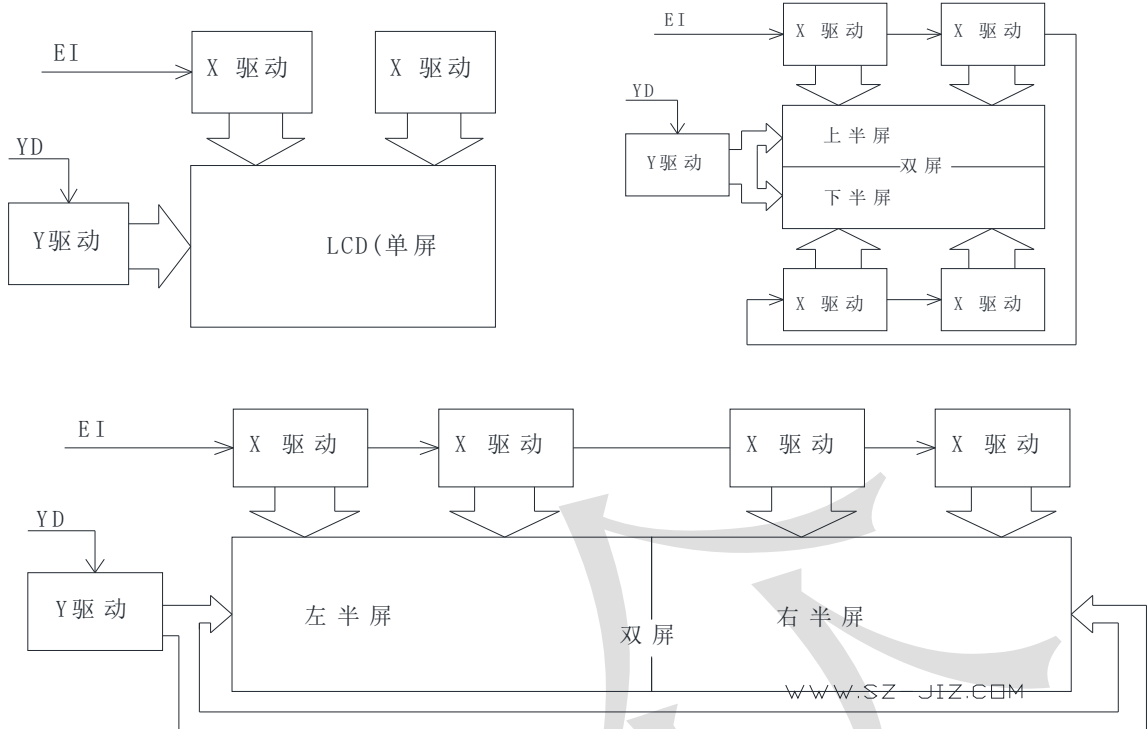 EI
X 驱动
X 驱动
YD
Y驱动
LCD(单屏
EI
X 驱动
X 驱动
YD
Y驱动
上半屏
双屏
下半屏
X 驱动
X 驱动
EI
X 驱动
X 驱动
X 驱动
X 驱动
YD
Y驱动
左半屏
双屏
右半屏
WWW.SZ-JIZ.COM